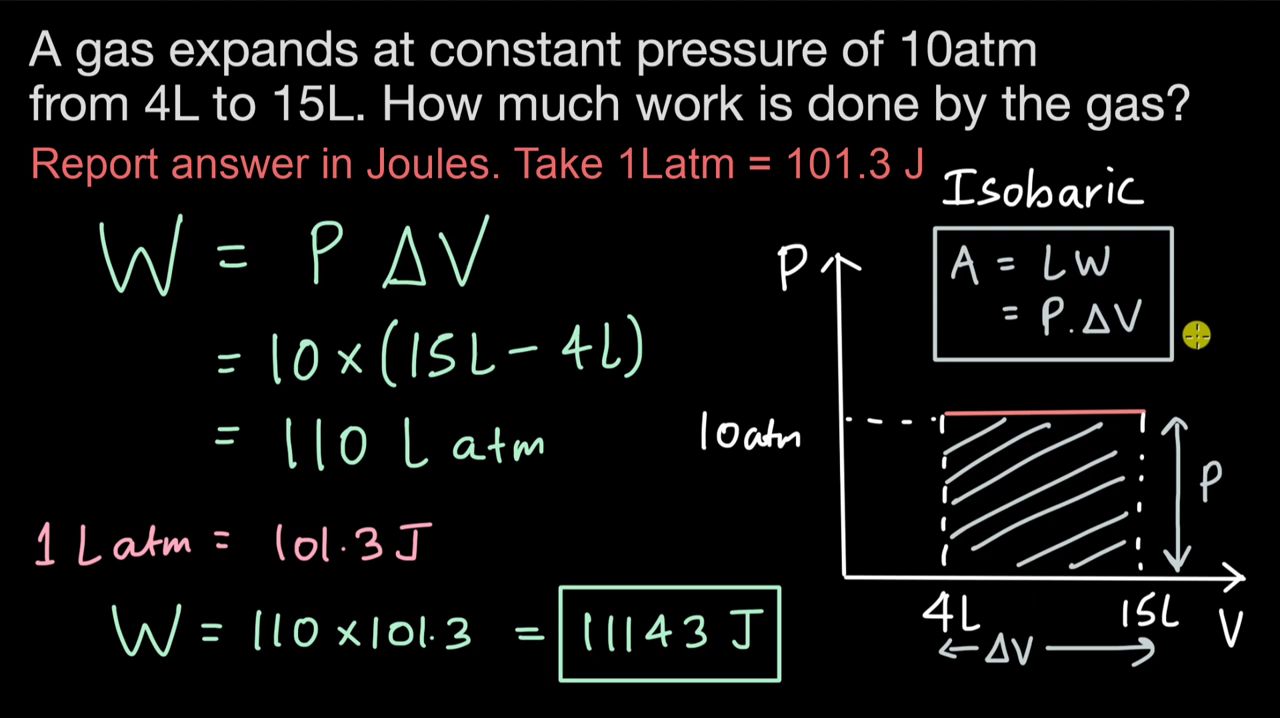 A gas expands at constant pressure of 10atm
from 4L to 15L. How much work is done by the gas?
Report answer in Joules. Take 1Latm = 101.3 J
W = P ΔV
= 10 × (15L - 4L)
= 110 L atm
1 L atm = 101.3 J
W = 110 × 101.3 = 11143 J
Isobaric
A = LW
= P.ΔV
P
10atm
P
4L
15L
V
ΔV